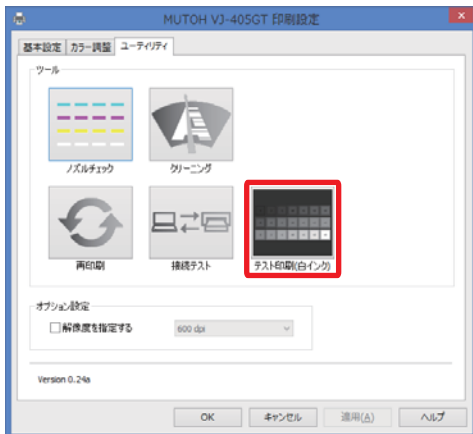 MUTOH VJ-405GT 印刷設定
基本設定 カラー調整 ユーティリティ
ツール
ノズルチェック クリーニング
再印刷 接続テスト テスト印刷(白インク)
オプション設定
解像度を指定する 600 dpi
Version 0.24a
OK キャンセル 適用(A) ヘルプ